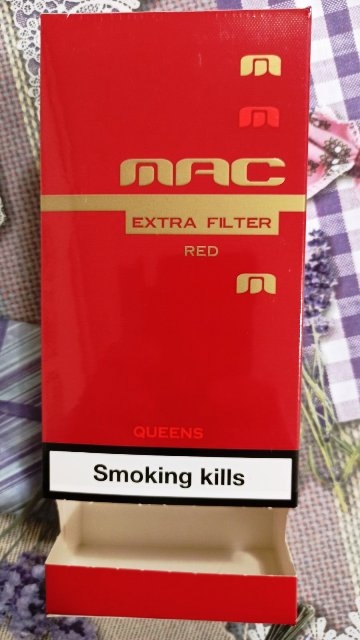 m
m
mAC
EXTRA FILTER
RED
m
QUEENS
Smoking kills